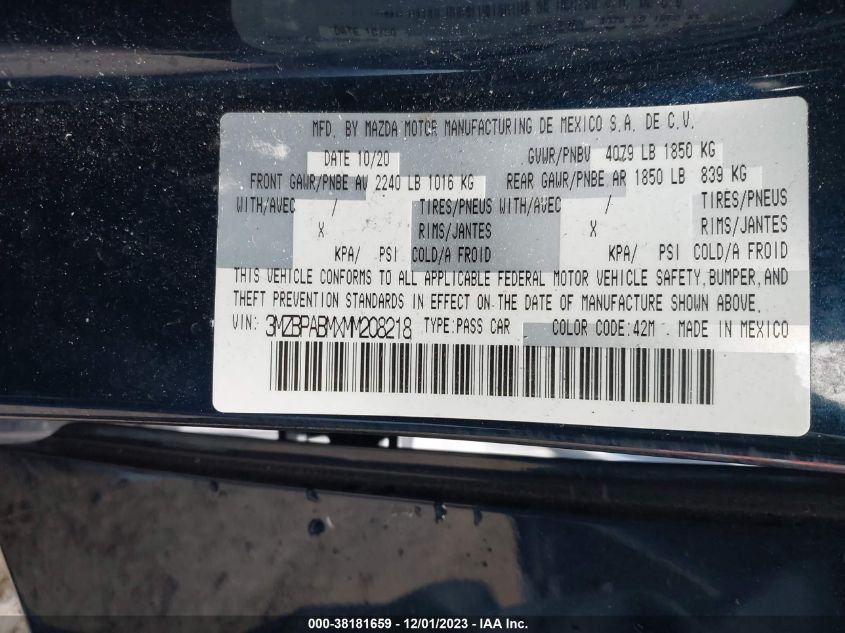 DATE 10/20
MFD. BY MAZDA MOTOR MANUFACTURING DE MEXICO S.A. DE C.V.
DATE 10/20 GVWR/PNBV 4079 LB 1850 KG
FRONT GAWR/PNBE AV 2240 LB 1016 KG REAR GAWR/PNBE AR 1850 LB 839 KG
WITH/AVEC / TIRES/PNEUS WITH/AVEC / TIRES/PNEUS
X RIMS/JANTES X RIMS/JANTES
KPA/ PSI COLD/A FROID KPA/ PSI COLD/A FROID
THIS VEHICLE CONFORMS TO ALL APPLICABLE FEDERAL MOTOR VEHICLE SAFETY, BUMPER, AND
THEFT PREVENTION STANDARDS IN EFFECT ON THE DATE OF MANUFACTURE SHOWN ABOVE.
VIN: 3MZBPABMXMM208218 TYPE:PASS CAR COLOR CODE:42M MADE IN MEXICO
000-38181659 - 12/01/2023 - IAA Inc.